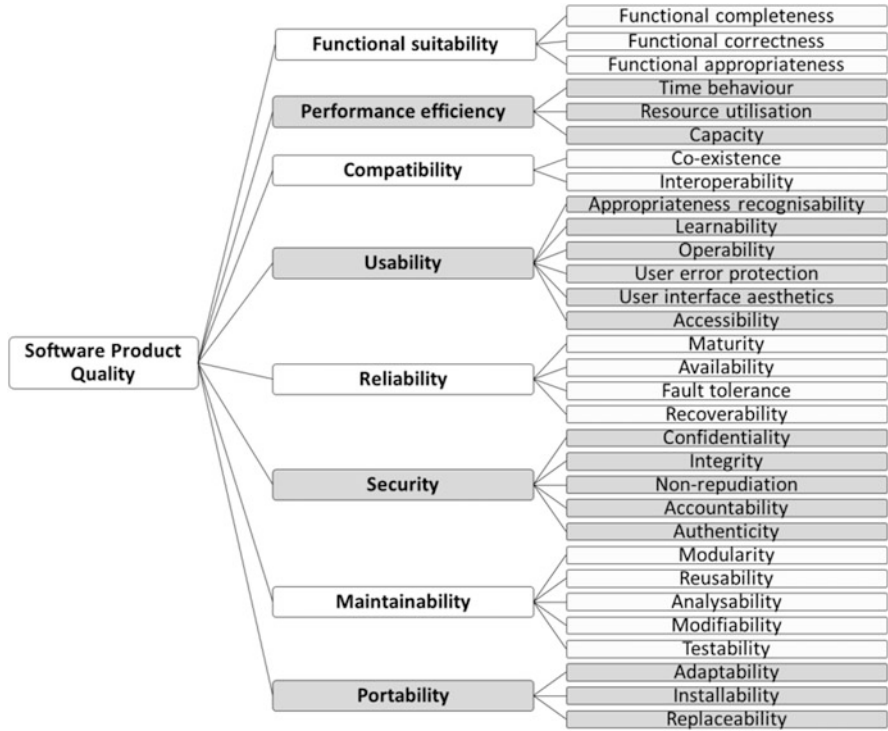 Software Product
Quality
Functional suitability
Functional completeness
Functional correctness
Functional appropriateness
Performance efficiency
Time behaviour
Resource utilisation
Capacity
Compatibility
Co-existence
Interoperability
Usability
Appropriateness recognisability
Learnability
Operability
User error protection
User interface aesthetics
Accessibility
Reliability
Maturity
Availability
Fault tolerance
Recoverability
Security
Confidentiality
Integrity
Non-repudiation
Accountability
Authenticity
Maintainability
Modularity
Reusability
Analysability
Modifiability
Testability
Portability
Adaptability
Installability
Replaceability